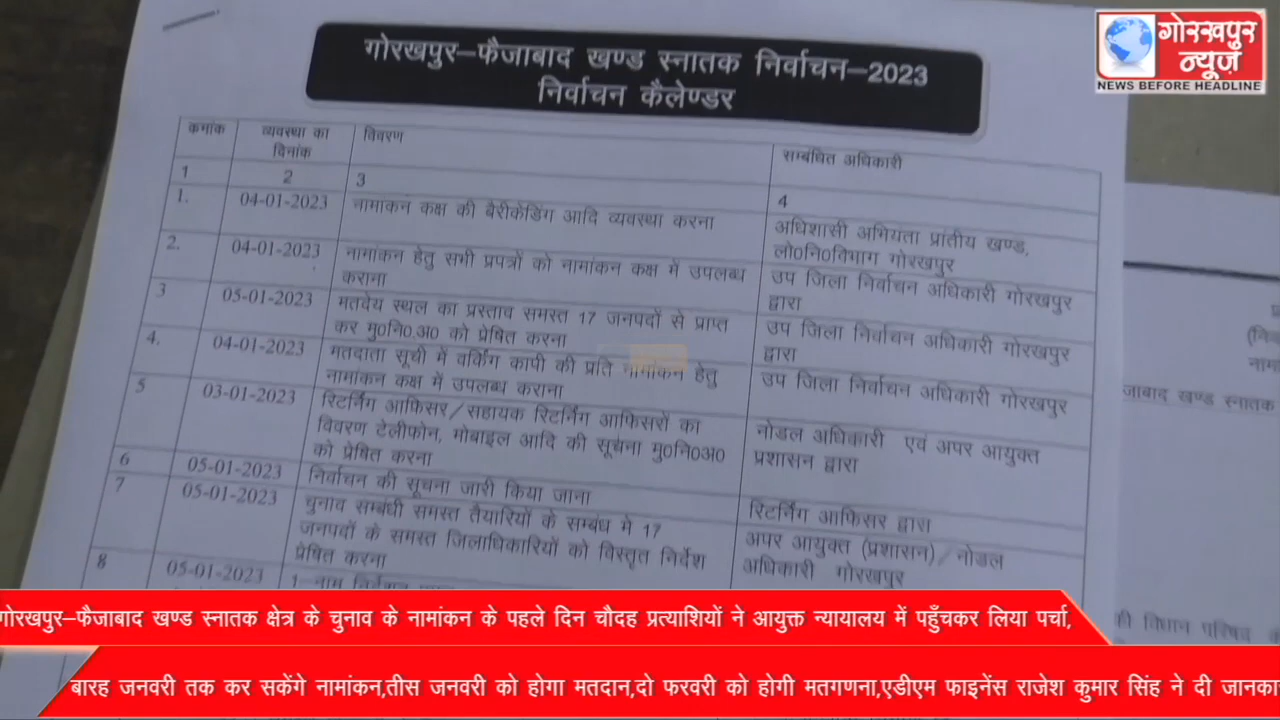 गोरखपुर न्यूज़
NEWS BEFORE HEADLINE
गोरखपुर–फैजाबाद खण्ड स्नातक निर्वाचन–2023
निर्वाचन कैलेण्डर
कमांक व्यवस्था का दिनांक विवरण सम्बंधित अधिकारी
1 2 3 4
1. 04-01-2023 नामांकन कक्ष की बैरीकेडिंग आदि व्यवस्था करना अधिशासी अभियता प्रांतीय खण्ड,
लो0नि0विभाग गोरखपुर
2. 04-01-2023 नामांकन हेतु सभी प्रपत्रों को नामांकन कक्ष में उपलब्ध उप जिला निर्वाचन अधिकारी गोरखपुर
कराना द्वारा
3 05-01-2023 मतदेय स्थल का प्रस्ताव समस्त 17 जनपदों से प्राप्त उप जिला निर्वाचन अधिकारी गोरखपुर
कर मु0नि0अ0 को प्रेषित करना द्वारा
4. 04-01-2023 मतदाता सूची में वर्किंग कापी की प्रति नामांकन हेतु उप जिला निर्वाचन अधिकारी गोरखपुर
नामांकन कक्ष में उपलब्ध कराना
5 03-01-2023 रिटर्निंग आफिसर/सहायक रिटर्निंग आफिसरों का नोडल अधिकारी एवं अपर आयुक्त
विवरण टेलीफोन, मोबाइल आदि की सूचना मु0नि0अ0 प्रशासन द्वारा
को प्रेषित करना
6 05-01-2023 निर्वाचन की सूचना जारी किया जाना रिटर्निंग आफिसर द्वारा
7 05-01-2023 चुनाव सम्बंधी समस्त तैयारियों के सम्बंध मे 17 अपर आयुक्त (प्रशासन)/नोडल
जनपदों के समस्त जिलाधिकारियों को विस्तृत निर्देश अधिकारी गोरखपुर
प्रेषित करना
8 05-01-2023
खण्ड स्नातक
विधान परिषद
गोरखपुर–फैजाबाद खण्ड स्नातक क्षेत्र के चुनाव के नामांकन के पहले दिन चौदह प्रत्याशियों ने आयुक्त न्यायालय में पहुँचकर लिया पर्चा,
बारह जनवरी तक कर सकेंगे नामांकन,तीस जनवरी को होगा मतदान,दो फरवरी को होगी मतगणना,एडीएम फाइनेंस राजेश कुमार सिंह ने दी जानका